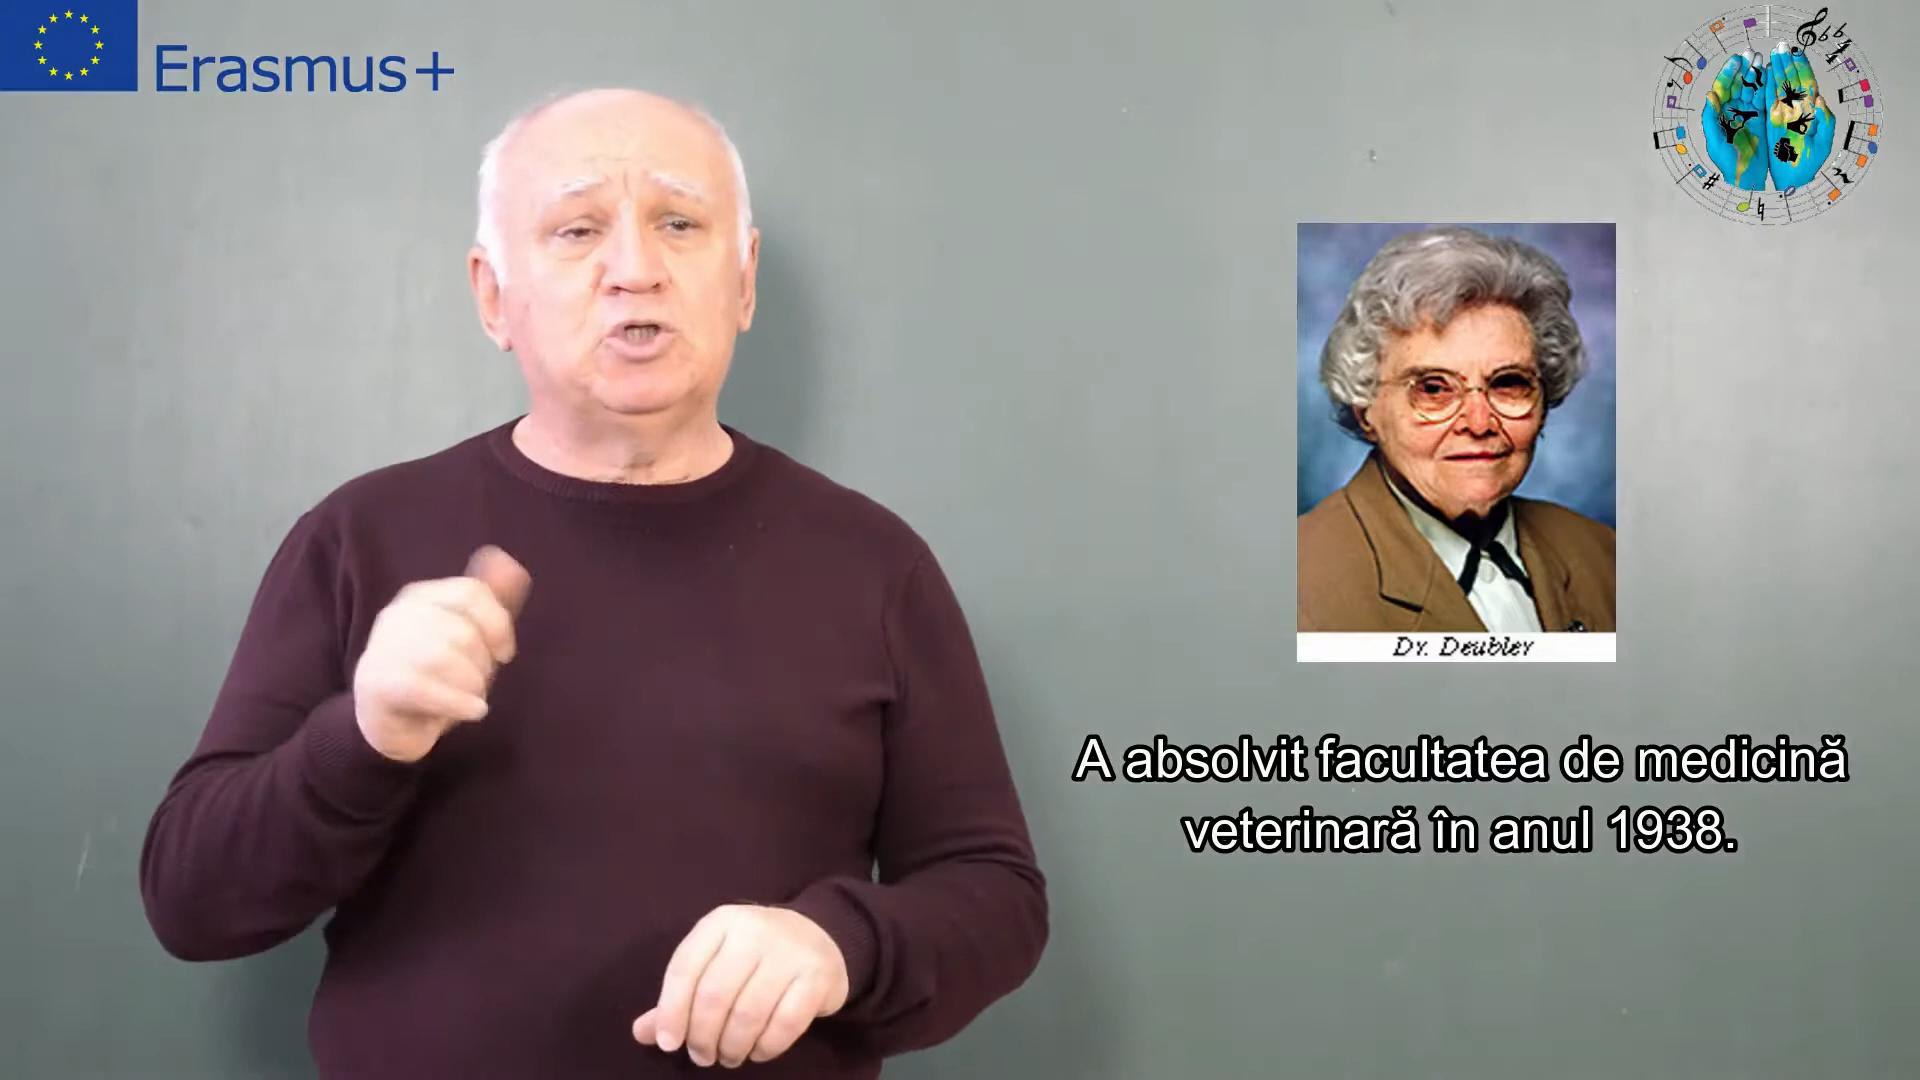 Erasmus+
Dr. Deubler
A absolvit facultatea de medicină
veterinară în anul 1938.